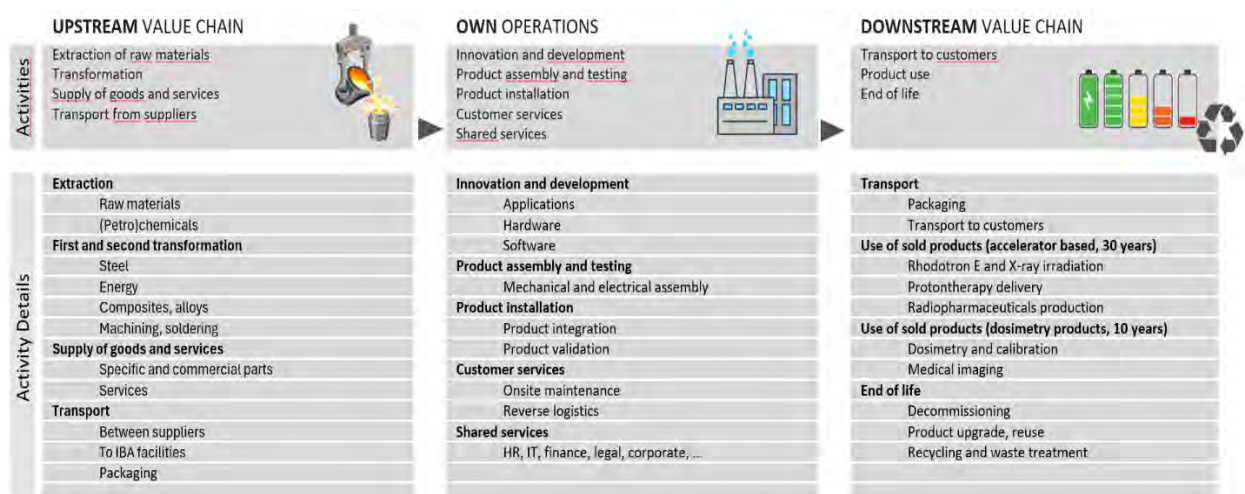 UPSTREAM VALUE CHAIN
Activities
Extraction of raw materials
Transformation
Supply of goods and services
Transport from suppliers
OWN OPERATIONS
Innovation and development
Product assembly and testing
Product installation
Customer services
Shared services
DOWNSTREAM VALUE CHAIN
Transport to customers
Product use
End of life
Activity Details
Extraction
Raw materials
(Petro)chemicals
First and second transformation
Steel
Energy
Composites, alloys
Machining, soldering
Supply of goods and services
Specific and commercial parts
Services
Transport
Between suppliers
To IBA facilities
Packaging
Innovation and development
Applications
Hardware
Software
Product assembly and testing
Mechanical and electrical assembly
Product installation
Product integration
Product validation
Customer services
Onsite maintenance
Reverse logistics
Shared services
HR, IT, finance, legal, corporate, ...
Transport
Packaging
Transport to customers
Use of sold products (accelerator based, 30 years)
Rhodotron E and X-ray irradiation
Protontherapy delivery
Radiopharmaceuticals production
Use of sold products (dosimetry products, 10 years)
Dosimetry and calibration
Medical imaging
End of life
Decommissioning
Product upgrade, reuse
Recycling and waste treatment